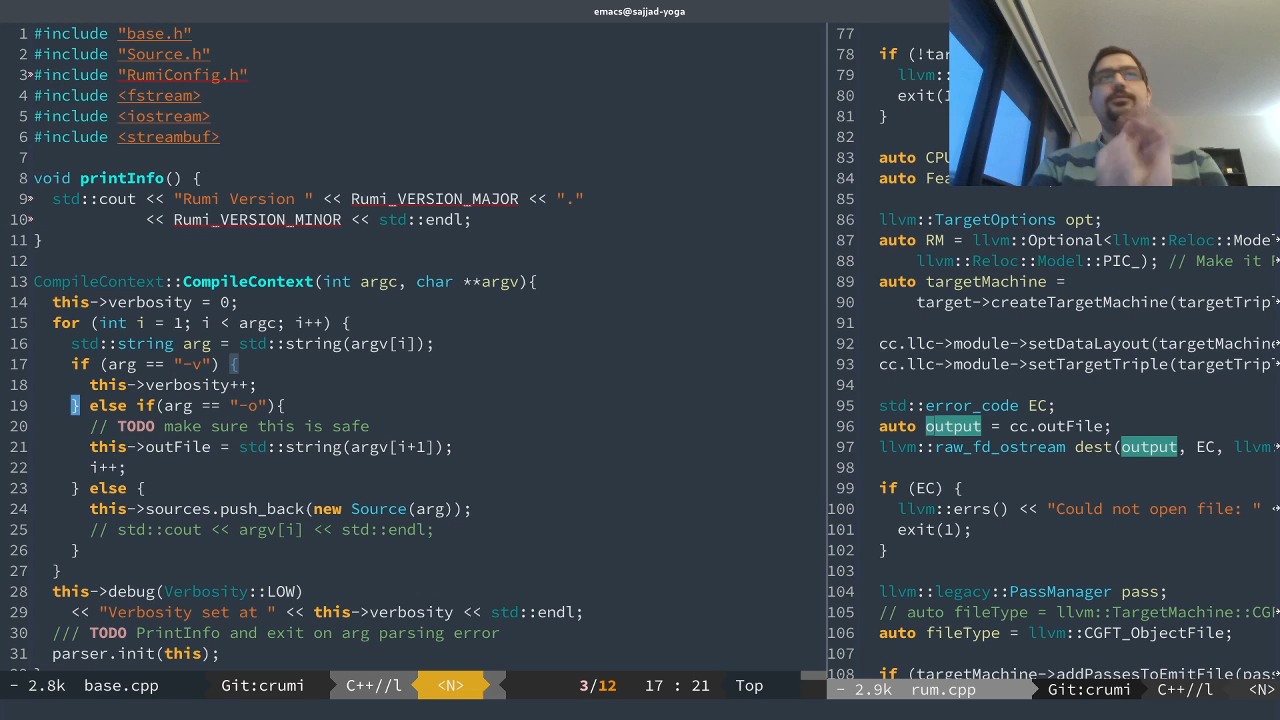 emacs@sajjad-yoga
1 #include "base.h"
2 #include "Source.h"
3 #include "RumiConfig.h"
4 #include <fstream>
5 #include <iostream>
6 #include <streambuf>
7
8 void printInfo() {
9 std::cout << "Rumi Version " << Rumi_VERSION_MAJOR << "."
10 << Rumi_VERSION_MINOR << std::endl;
11 }
12
13 CompileContext::CompileContext(int argc, char **argv){
14 this->verbosity = 0;
15 for (int i = 1; i < argc; i++) {
16 std::string arg = std::string(argv[i]);
17 if (arg == "-v") {
18 this->verbosity++;
19 } else if(arg == "-o"){
20 // TODO make sure this is safe
21 this->outFile = std::string(argv[i+1]);
22 i++;
23 } else {
24 this->sources.push_back(new Source(arg));
25 // std::cout << argv[i] << std::endl;
26 }
27 }
28 this->debug(Verbosity::LOW)
29 << "Verbosity set at " << this->verbosity << std::endl;
30 /// TODO PrintInfo and exit on arg parsing error
31 parser.init(this);
- 2.8k base.cpp Git:crumi C++//l <N> 3/12 17 : 21 Top
77
78 if (!tar
79 llvm::
80 exit(1
81 }
82
83 auto CPU
84 auto Fea
85
86 llvm::TargetOptions opt;
87 auto RM = llvm::Optional<llvm::Reloc::Mode
88 llvm::Reloc::Model::PIC_); // Make it P
89 auto targetMachine =
90 target->createTargetMachine(targetTrip
91
92 cc.llc->module->setDataLayout(targetMachine
93 cc.llc->module->setTargetTriple(targetTrip
94
95 std::error_code EC;
96 auto output = cc.outFile;
97 llvm::raw_fd_ostream dest(output, EC, llvm
98
99 if (EC) {
100 llvm::errs() << "Could not open file: "
101 exit(1);
102 }
103
104 llvm::legacy::PassManager pass;
105 // auto fileType = llvm::TargetMachine::CGF
106 auto fileType = llvm::CGFT_ObjectFile;
107
108 if (targetMachine->addPassesToEmitFile(pass
- 2.9k rum.cpp Git:crumi C++//l <N>